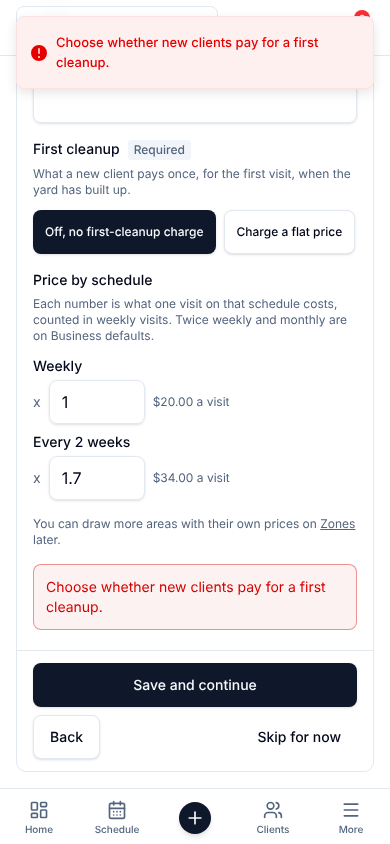 Choose whether new clients pay for a first
cleanup.
First cleanup Required
What a new client pays once, for the first visit, when the
yard has built up.
Off, no first-cleanup charge Charge a flat price
Price by schedule
Each number is what one visit on that schedule costs,
counted in weekly visits. Twice weekly and monthly are
on Business defaults.
Weekly
x 1 $20.00 a visit
Every 2 weeks
x 1.7 $34.00 a visit
You can draw more areas with their own prices on Zones
later.
Choose whether new clients pay for a first
cleanup.
Save and continue
Back Skip for now
Home Schedule Clients More